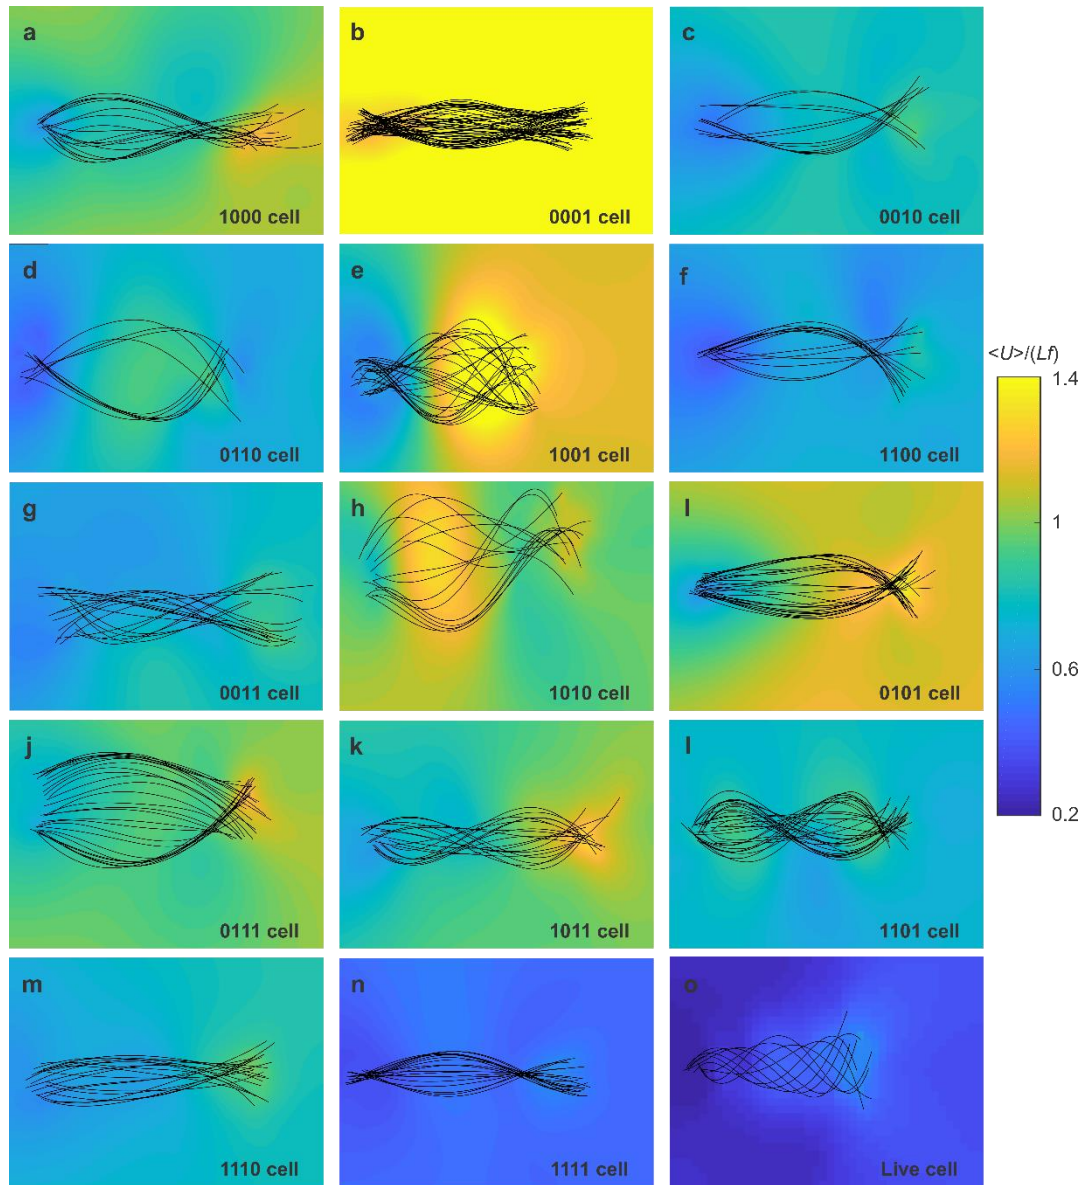 a
1000 cell
b
0001 cell
c
0010 cell
d
0110 cell
e
1001 cell
f
1100 cell
g
0011 cell
h
1010 cell
I
0101 cell
j
0111 cell
k
1011 cell
l
1101 cell
m
1110 cell
n
1111 cell
o
Live cell
<U>/(Lf)
1.4
1
0.6
0.2